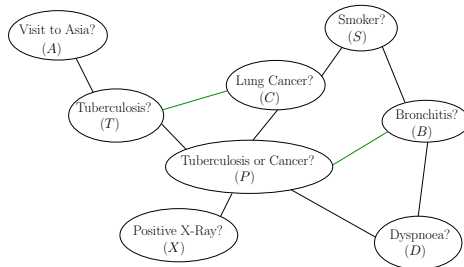 Visit to Asia?
(A)
Smoker?
(S)
Lung Cancer?
(C)
Tuberculosis?
(T)
Bronchitis?
(B)
Tuberculosis or Cancer?
(P)
Positive X-Ray?
(X)
Dyspnoea?
(D)